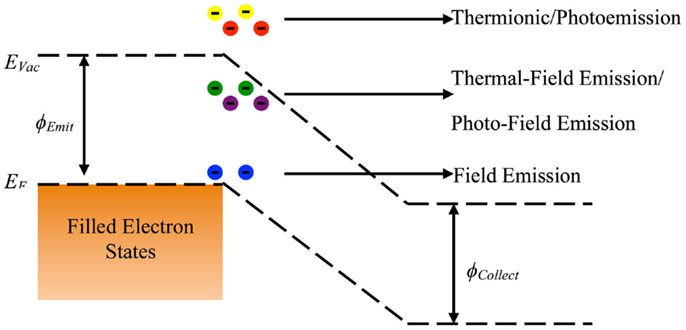 Thermionic/Photoemission
E_Vac
Thermal-Field Emission/
Photo-Field Emission
ϕ_Emit
E_F
Field Emission
Filled Electron
States
ϕ_Collect